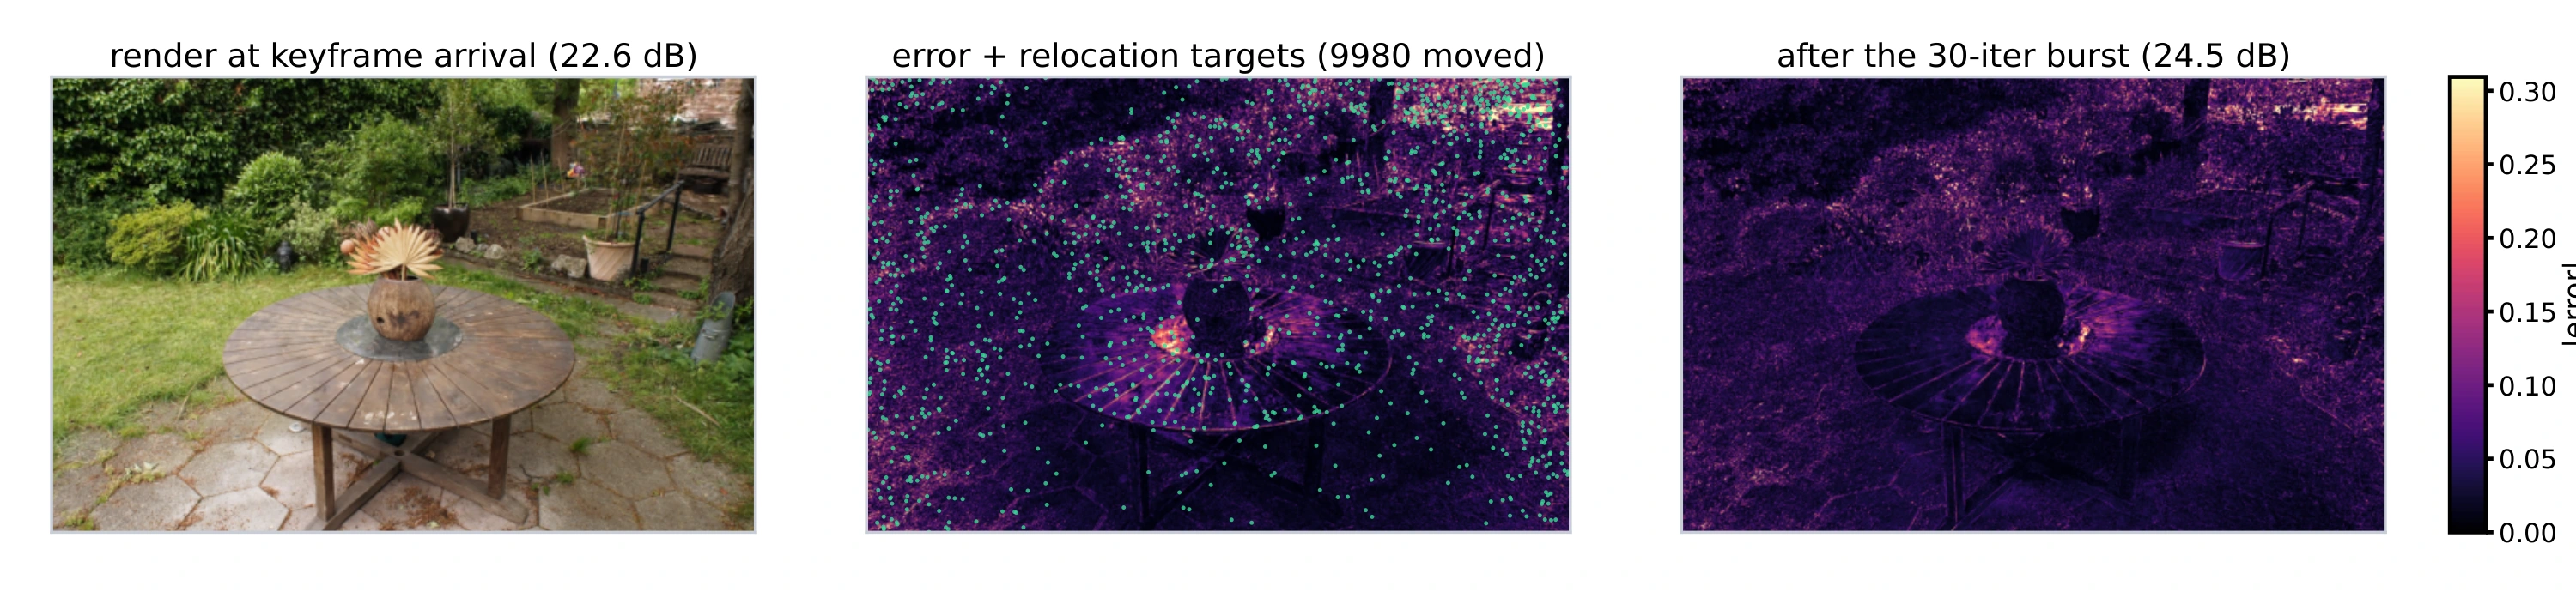 render at keyframe arrival (22.6 dB)
error + relocation targets (9980 moved)
after the 30-iter burst (24.5 dB)
0.30
0.25
0.20
0.15
0.10
0.05
0.00